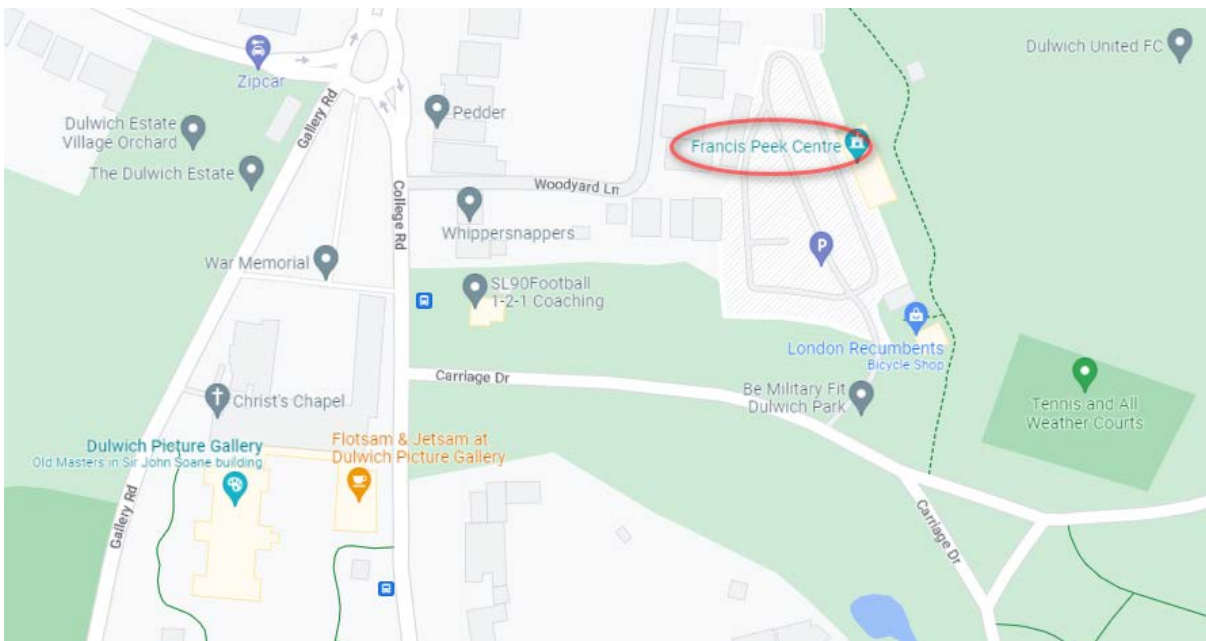 Dulwich United FC
Zipcar
Gallery Rd
Pedder
Dulwich Estate
Village Orchard
The Dulwich Estate
Francis Peek Centre
Woodyard Ln
College Rd
Whippersnappers
P
War Memorial
SL90Football
1-2-1 Coaching
London Recumbents
Bicycle Shop
Carriage Dr
Be Military Fit
Dulwich Park
Christ's Chapel
Tennis and All
Weather Courts
Dulwich Picture Gallery
Old Masters in Sir John Soane building
Flotsam & Jetsam at
Dulwich Picture Gallery
Gallery Rd
Carriage Dr